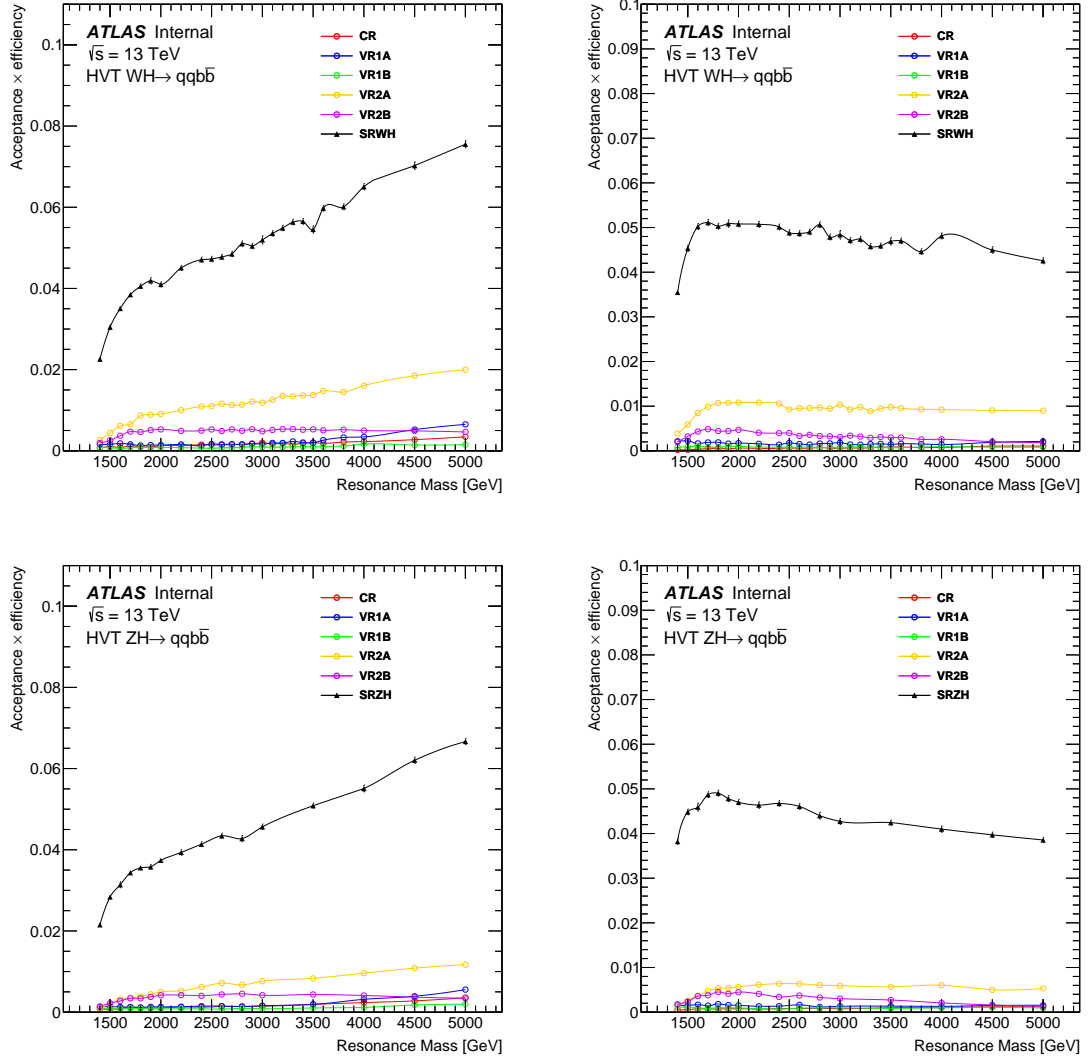 Acceptance × efficiency
0.1
0.08
0.06
0.04
0.02
0
ATLAS Internal
√s = 13 TeV
HVT WH→ qqbb̅
CR
VR1A
VR1B
VR2A
VR2B
SRWH
1500 2000 2500 3000 3500 4000 4500 5000
Resonance Mass [GeV]
Acceptance × efficiency
0.1
0.09
0.08
0.07
0.06
0.05
0.04
0.03
0.02
0.01
0
ATLAS Internal
√s = 13 TeV
HVT WH→ qqbb̅
CR
VR1A
VR1B
VR2A
VR2B
SRWH
1500 2000 2500 3000 3500 4000 4500 5000
Resonance Mass [GeV]
Acceptance × efficiency
0.1
0.08
0.06
0.04
0.02
0
ATLAS Internal
√s = 13 TeV
HVT ZH→ qqbb̅
CR
VR1A
VR1B
VR2A
VR2B
SRZH
1500 2000 2500 3000 3500 4000 4500 5000
Resonance Mass [GeV]
Acceptance × efficiency
0.1
0.09
0.08
0.07
0.06
0.05
0.04
0.03
0.02
0.01
0
ATLAS Internal
√s = 13 TeV
HVT ZH→ qqbb̅
CR
VR1A
VR1B
VR2A
VR2B
SRZH
1500 2000 2500 3000 3500 4000 4500 5000
Resonance Mass [GeV]